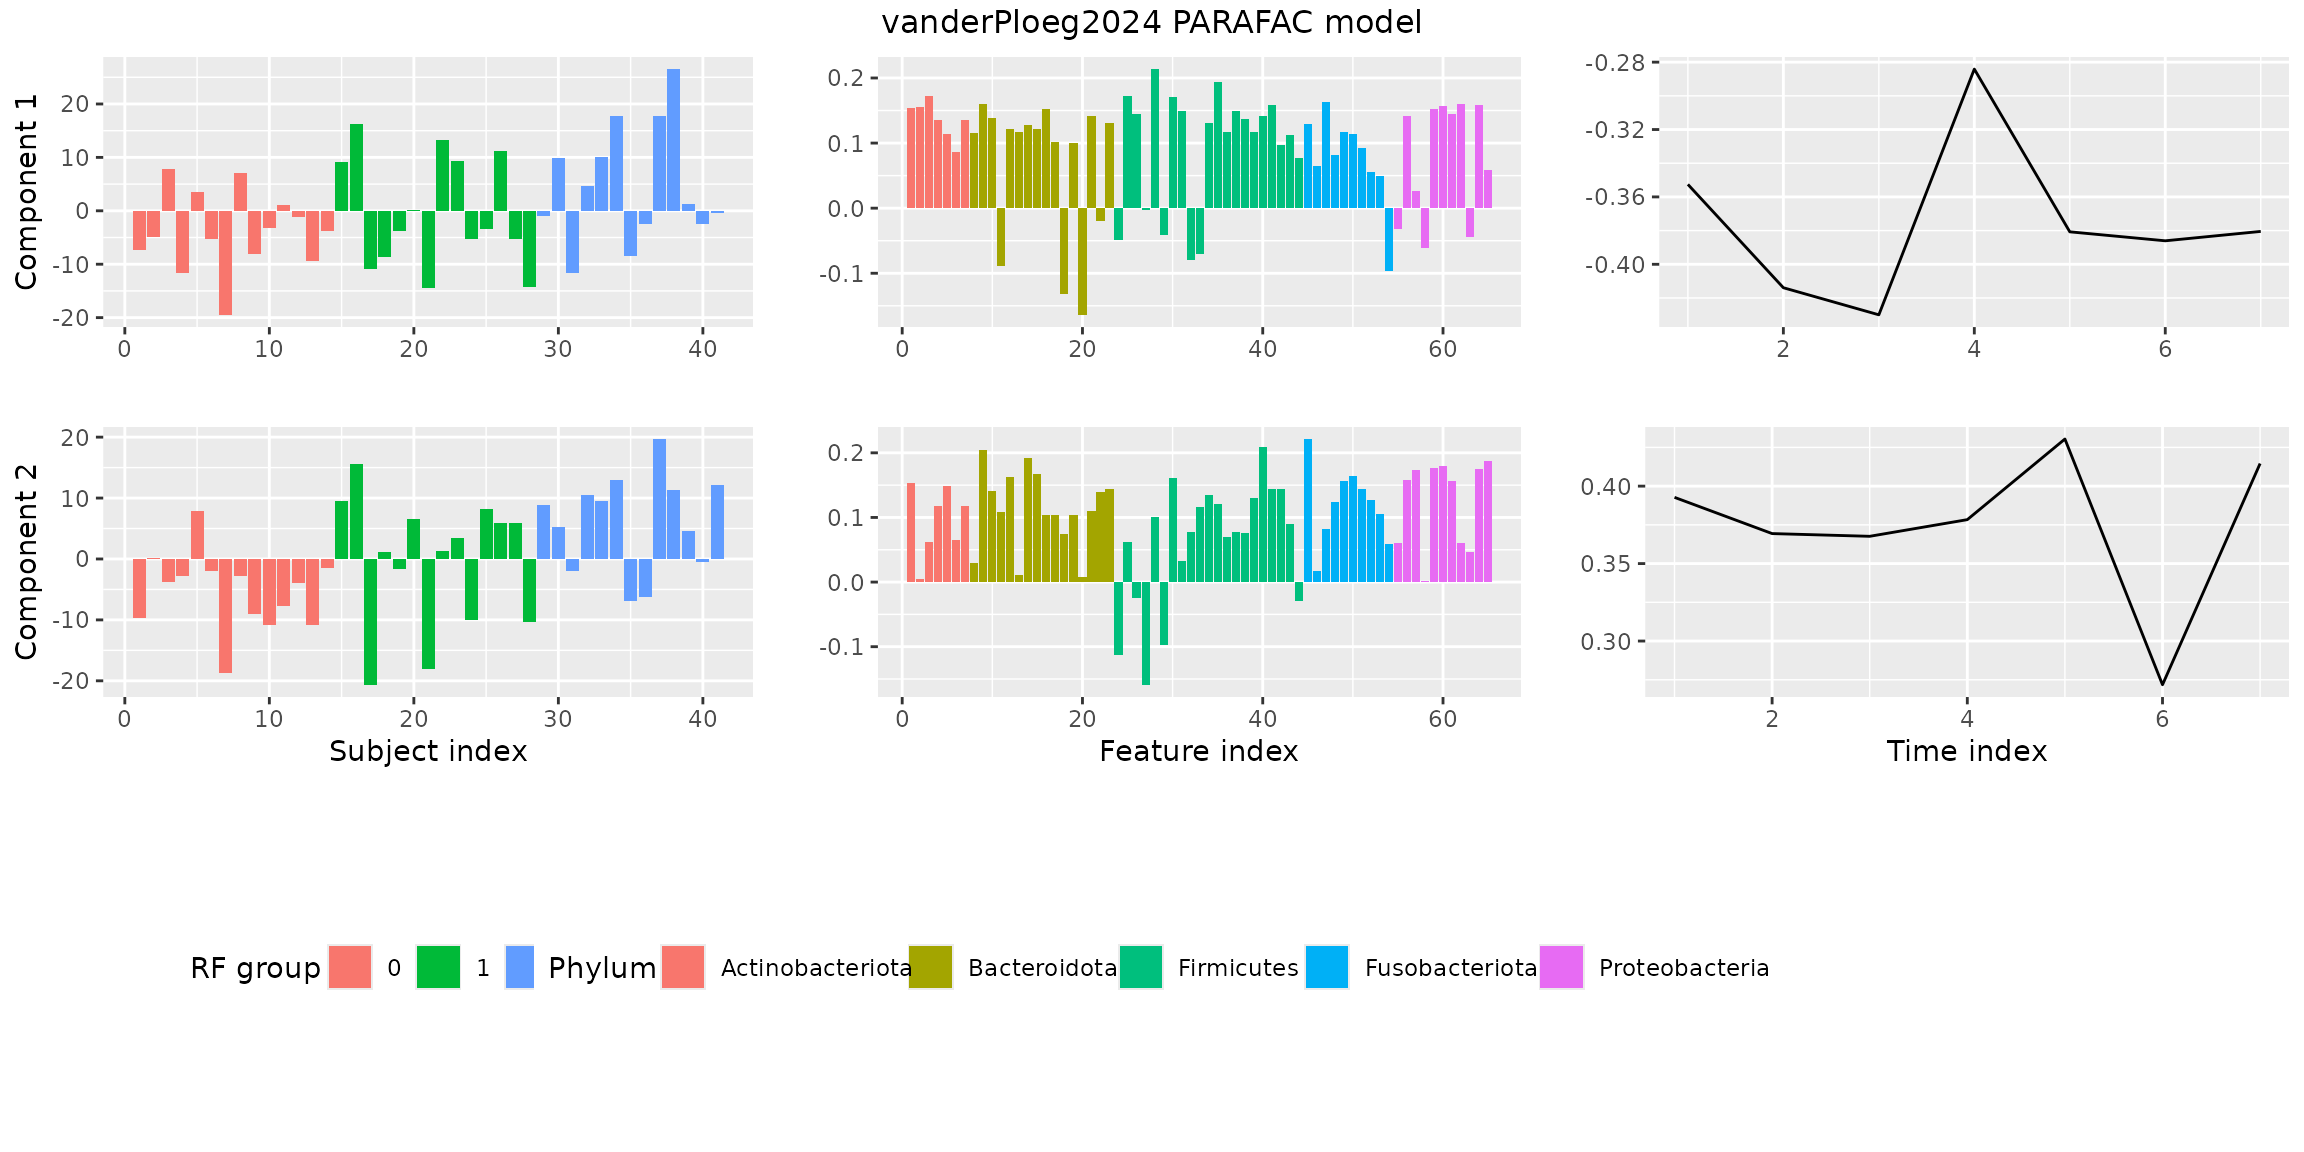 vanderPloeg2024 PARAFAC model
Component 1
20
10
0
-10
-20
0 10 20 30 40
0.2
0.1
0.0
-0.1
0 20 40 60
-0.28
-0.32
-0.36
-0.40
2 4 6
Component 2
20
10
0
-10
-20
0 10 20 30 40
Subject index
0.2
0.1
0.0
-0.1
0 20 40 60
Feature index
0.40
0.35
0.30
2 4 6
Time index
RF group 0 1 Phylum Actinobacteriota Bacteroidota Firmicutes Fusobacteriota Proteobacteria